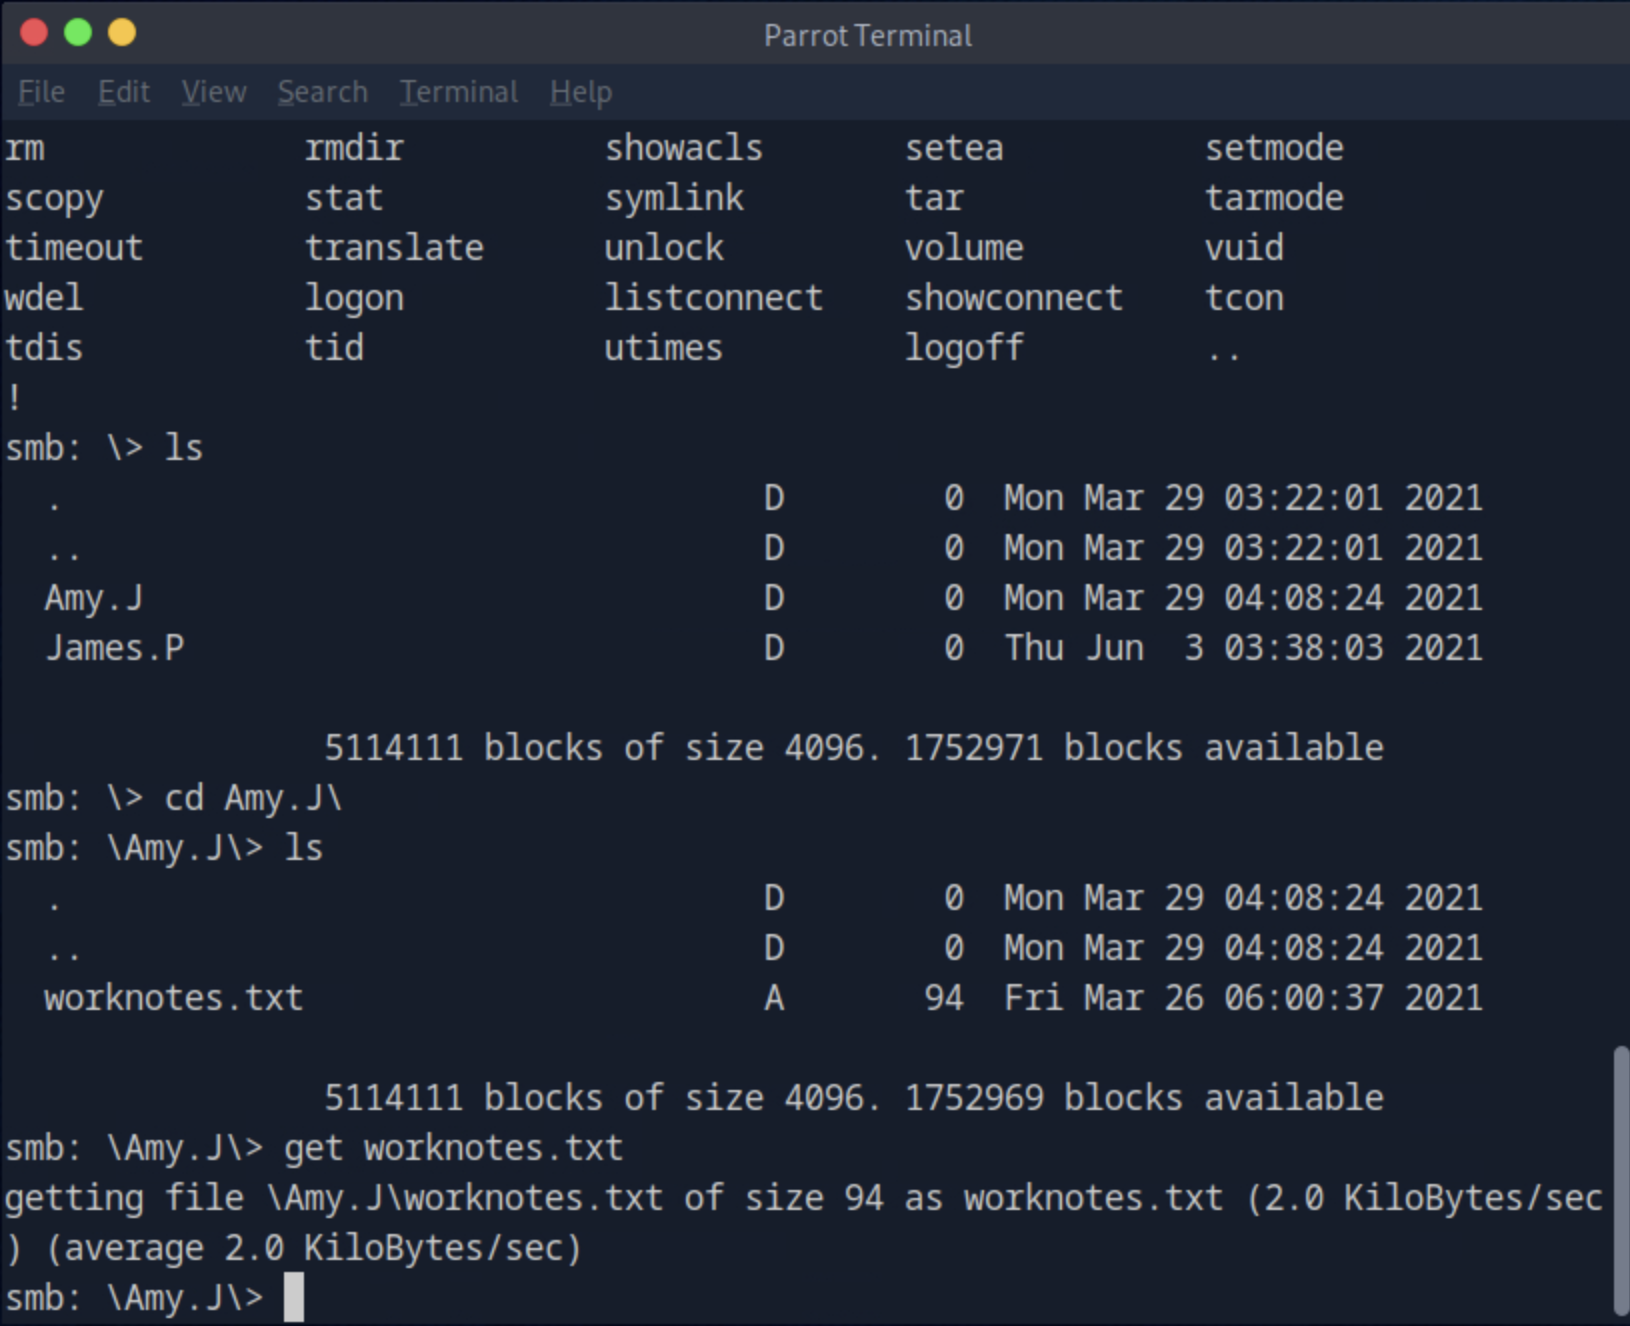 Parrot Terminal
File Edit View Search Terminal Help
rm rmdir showacls setea setmode
scopy stat symlink tar tarmode
timeout translate unlock volume vuid
wdel logon listconnect showconnect tcon
tdis tid utimes logoff ..
!
smb: \> ls
. D 0 Mon Mar 29 03:22:01 2021
.. D 0 Mon Mar 29 03:22:01 2021
Amy.J D 0 Mon Mar 29 04:08:24 2021
James.P D 0 Thu Jun 3 03:38:03 2021
5114111 blocks of size 4096. 1752971 blocks available
smb: \> cd Amy.J\
smb: \Amy.J\> ls
. D 0 Mon Mar 29 04:08:24 2021
.. D 0 Mon Mar 29 04:08:24 2021
worknotes.txt A 94 Fri Mar 26 06:00:37 2021
5114111 blocks of size 4096. 1752969 blocks available
smb: \Amy.J\> get worknotes.txt
getting file \Amy.J\worknotes.txt of size 94 as worknotes.txt (2.0 KiloBytes/sec
) (average 2.0 KiloBytes/sec)
smb: \Amy.J\>